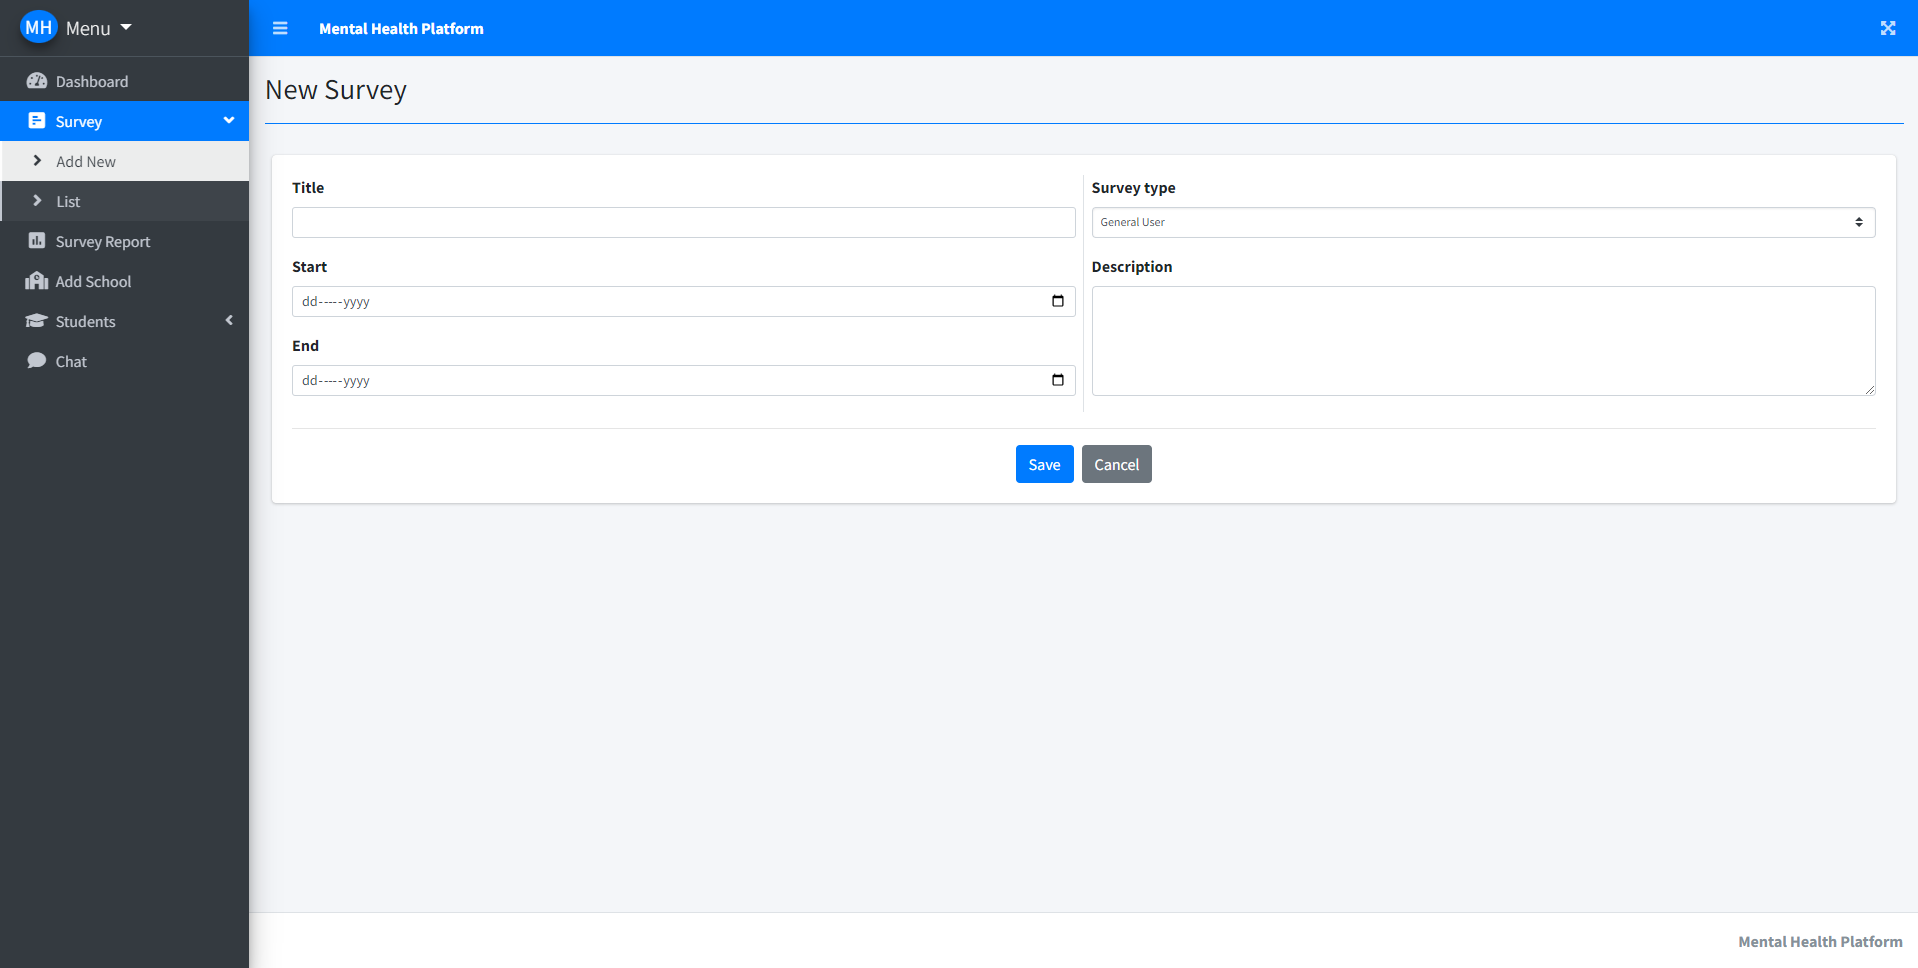 MH Menu
Mental Health Platform
Dashboard
Survey
Add New
List
Survey Report
Add School
Students
Chat
New Survey
Title
Start
dd-----yyyy
End
dd-----yyyy
Survey type
General User
Description
Save Cancel
Mental Health Platform